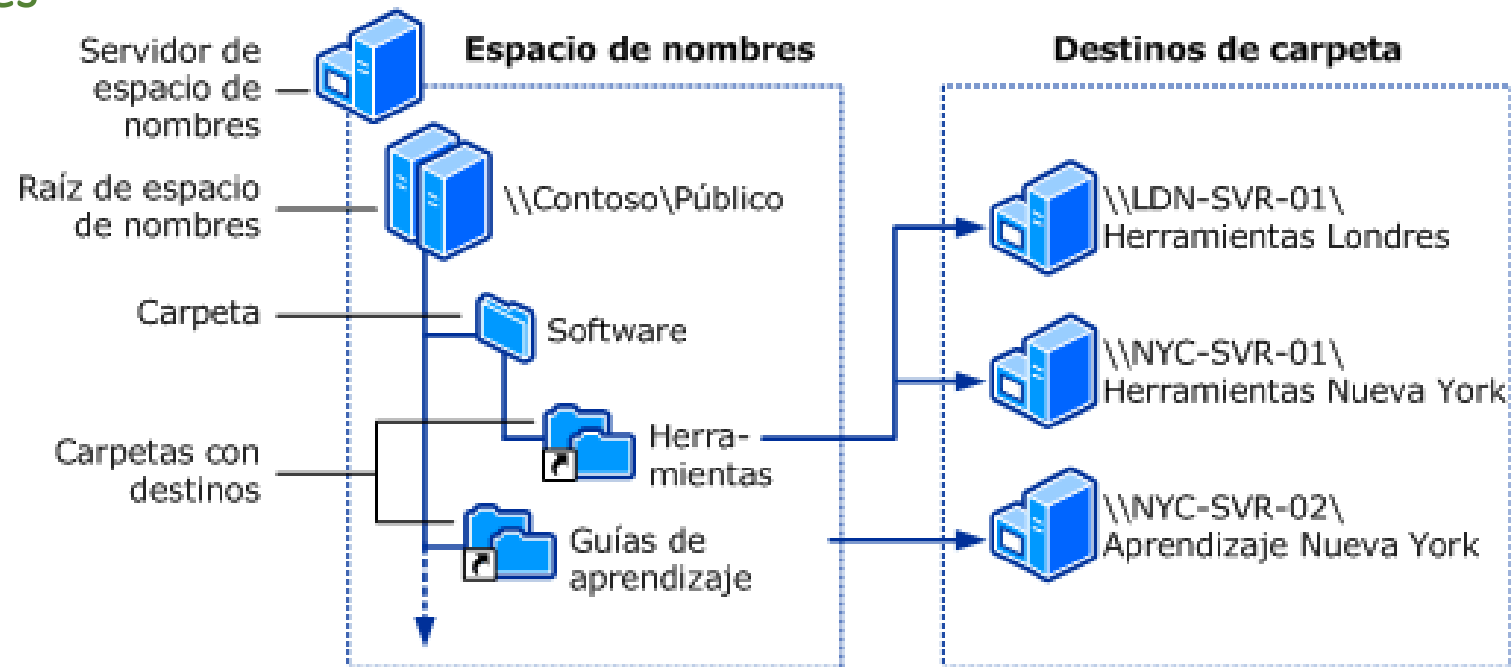 Espacio de nombres
Destinos de carpeta
Servidor de
espacio de
nombres
Raíz de espacio
de nombres
\\Contoso\Público
Carpeta
Software
Carpetas con
destinos
Herra-
mientas
Guías de
aprendizaje
\\LDN-SVR-01\
Herramientas Londres
\\NYC-SVR-01\
Herramientas Nueva York
\\NYC-SVR-02\
Aprendizaje Nueva York